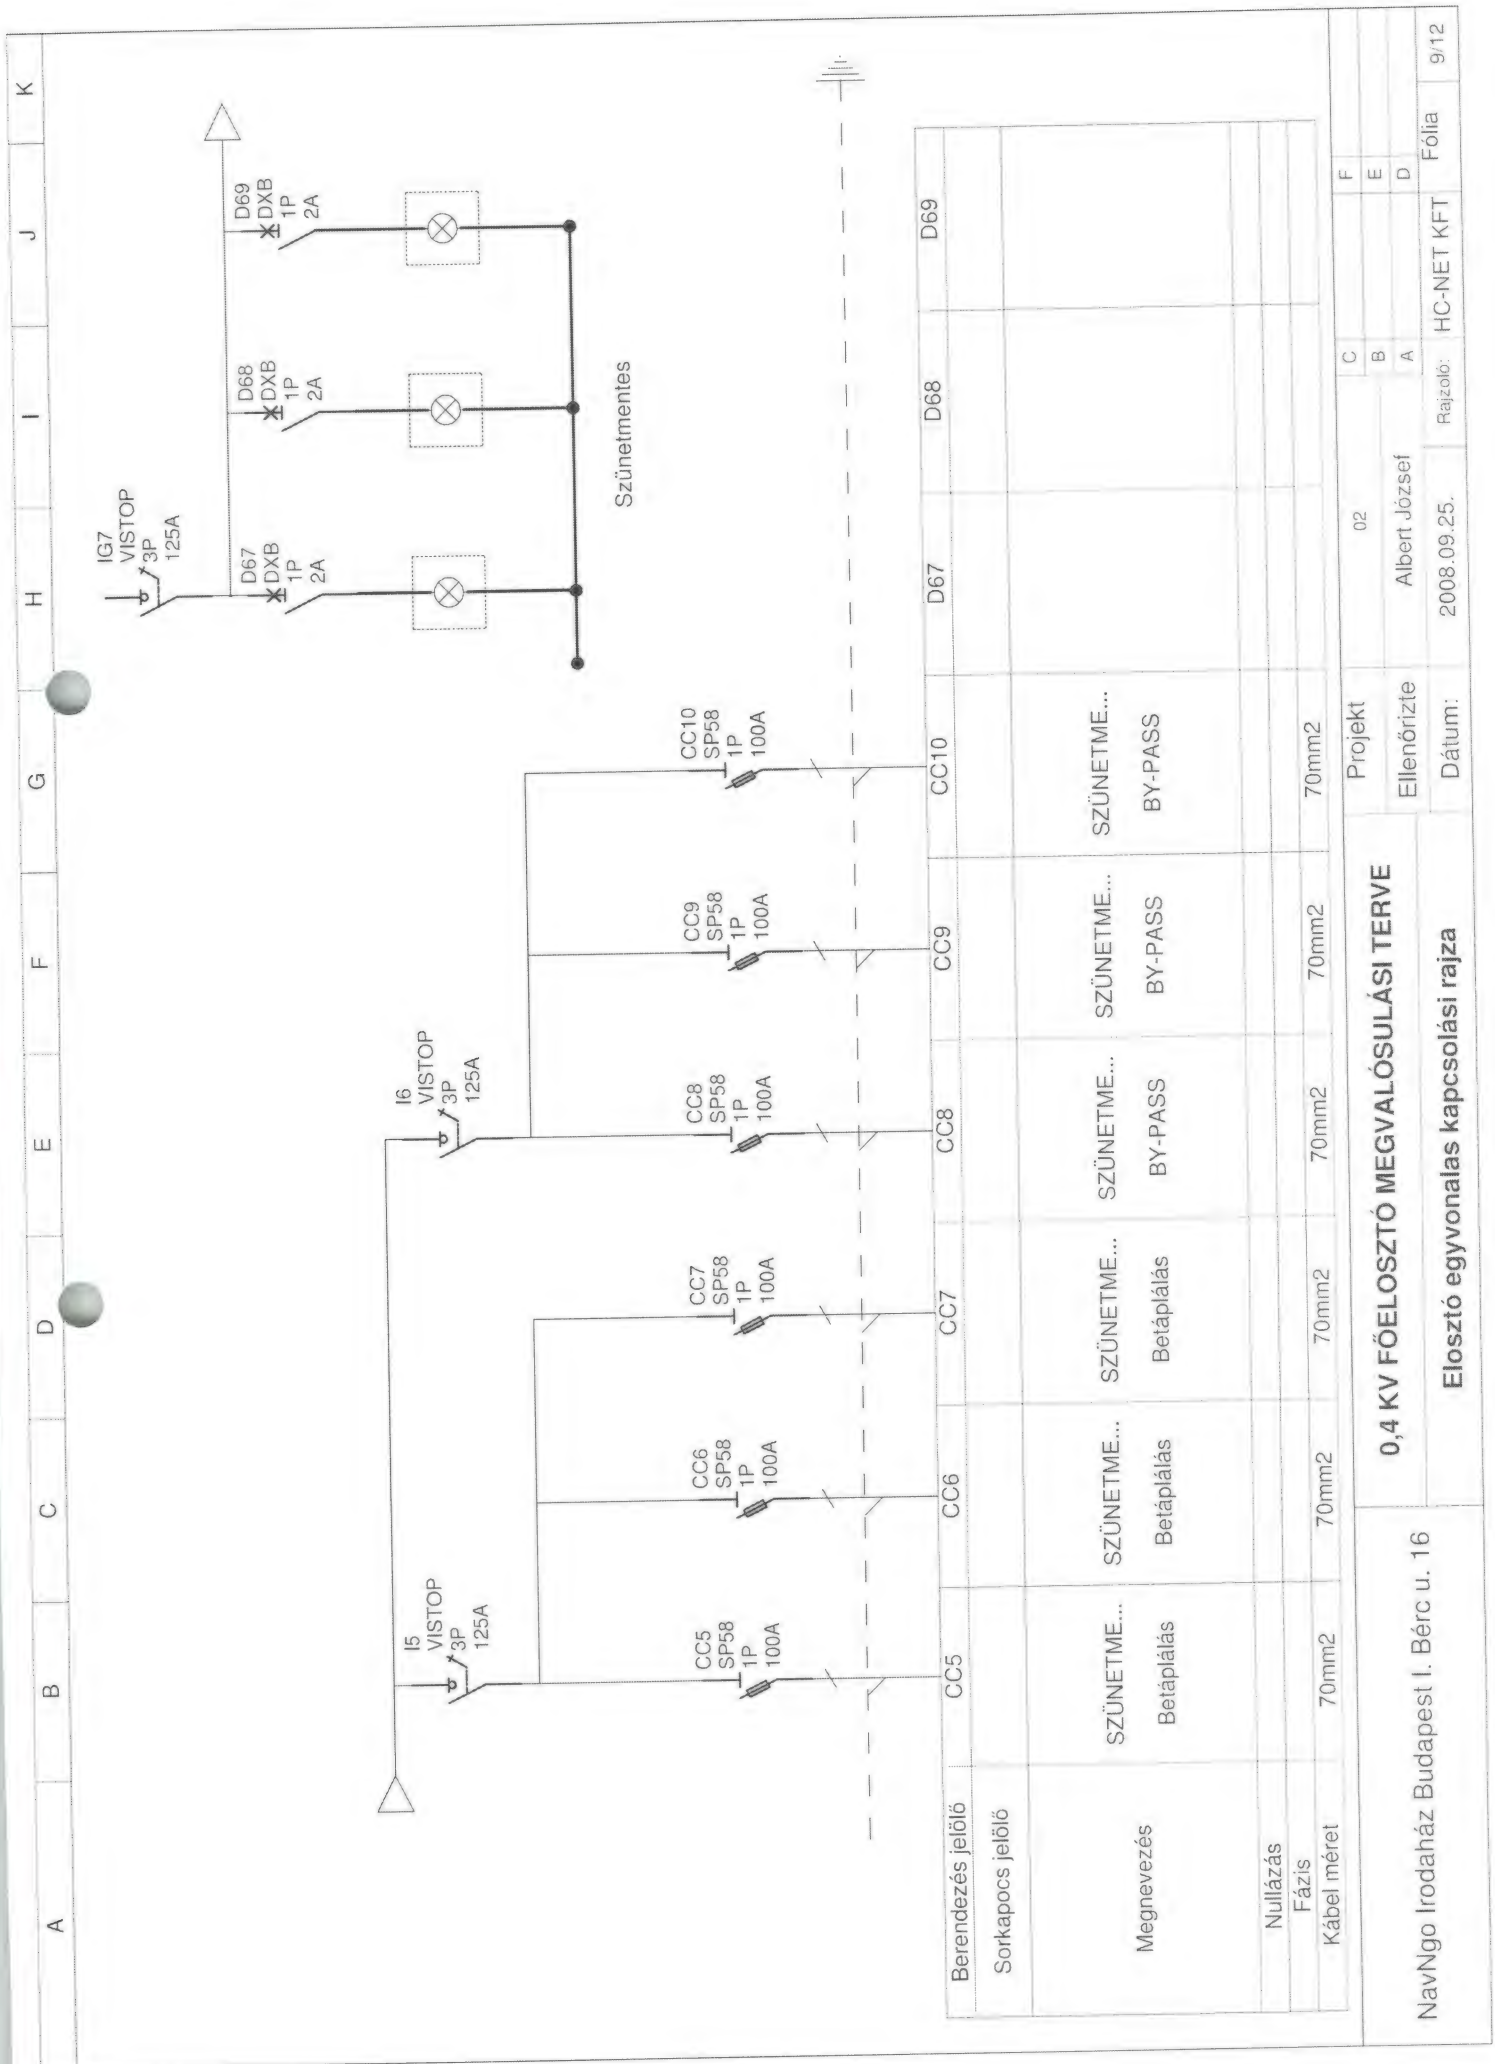 A B C D E F G H I J K
IG7
VISTOP
3P
125A
D67
DXB
1P
2A
D68
DXB
1P
2A
D69
DXB
1P
2A
Szünetmentes
I5
VISTOP
3P
125A
I6
VISTOP
3P
125A
CC5
SP58
1P
100A
CC6
SP58
1P
100A
CC7
SP58
1P
100A
CC8
SP58
1P
100A
CC9
SP58
1P
100A
CC10
SP58
1P
100A
Berendezés jelölő CC5 CC6 CC7 CC8 CC9 CC10 D67 D68 D69
Sorkapocs jelölő
Megnevezés
SZÜNETME... SZÜNETME... SZÜNETME... SZÜNETME... SZÜNETME... SZÜNETME...
Betáplálás Betáplálás Betáplálás BY-PASS BY-PASS BY-PASS
Nullázás
Fázis
Kábel méret 70mm2 70mm2 70mm2 70mm2 70mm2 70mm2
NavNgo Irodaház Budapest I. Bérc u. 16
0,4 KV FŐELOSZTÓ MEGVALÓSULÁSI TERVE
Elosztó egyvonalas kapcsolási rajza
Projekt 02
Ellenőrizte Albert József
Dátum: 2008.09.25.
C F
B E
A D
Rajzoló: HC-NET KFT
Fólia 9/12